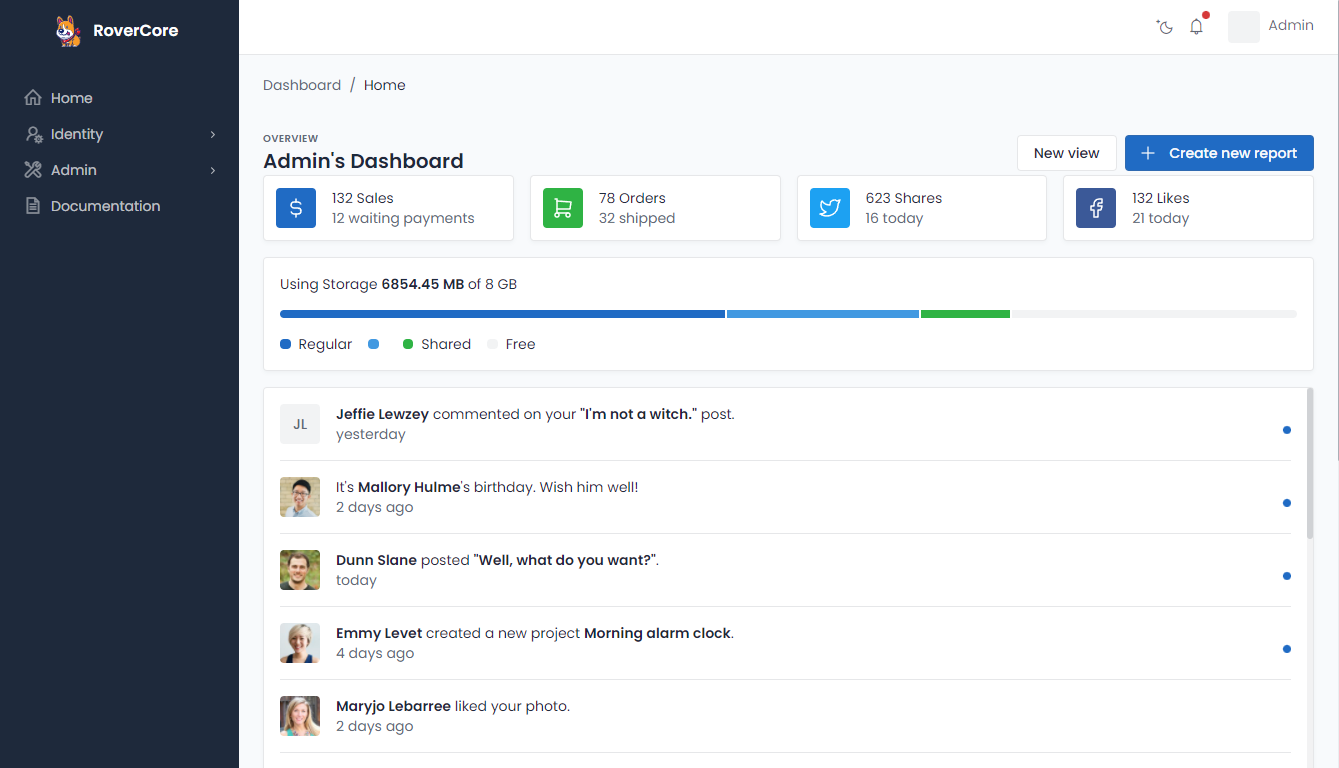 RoverCore
Admin
Home
Identity
Admin
Documentation
Dashboard / Home
OVERVIEW
Admin's Dashboard
New view
Create new report
132 Sales
12 waiting payments
78 Orders
32 shipped
623 Shares
16 today
132 Likes
21 today
Using Storage 6854.45 MB of 8 GB
Regular
Shared
Free
JL
Jeffie Lewzey commented on your "I'm not a witch." post.
yesterday
It's Mallory Hulme's birthday. Wish him well!
2 days ago
Dunn Slane posted "Well, what do you want?".
today
Emmy Levet created a new project Morning alarm clock.
4 days ago
Maryjo Lebarree liked your photo.
2 days ago